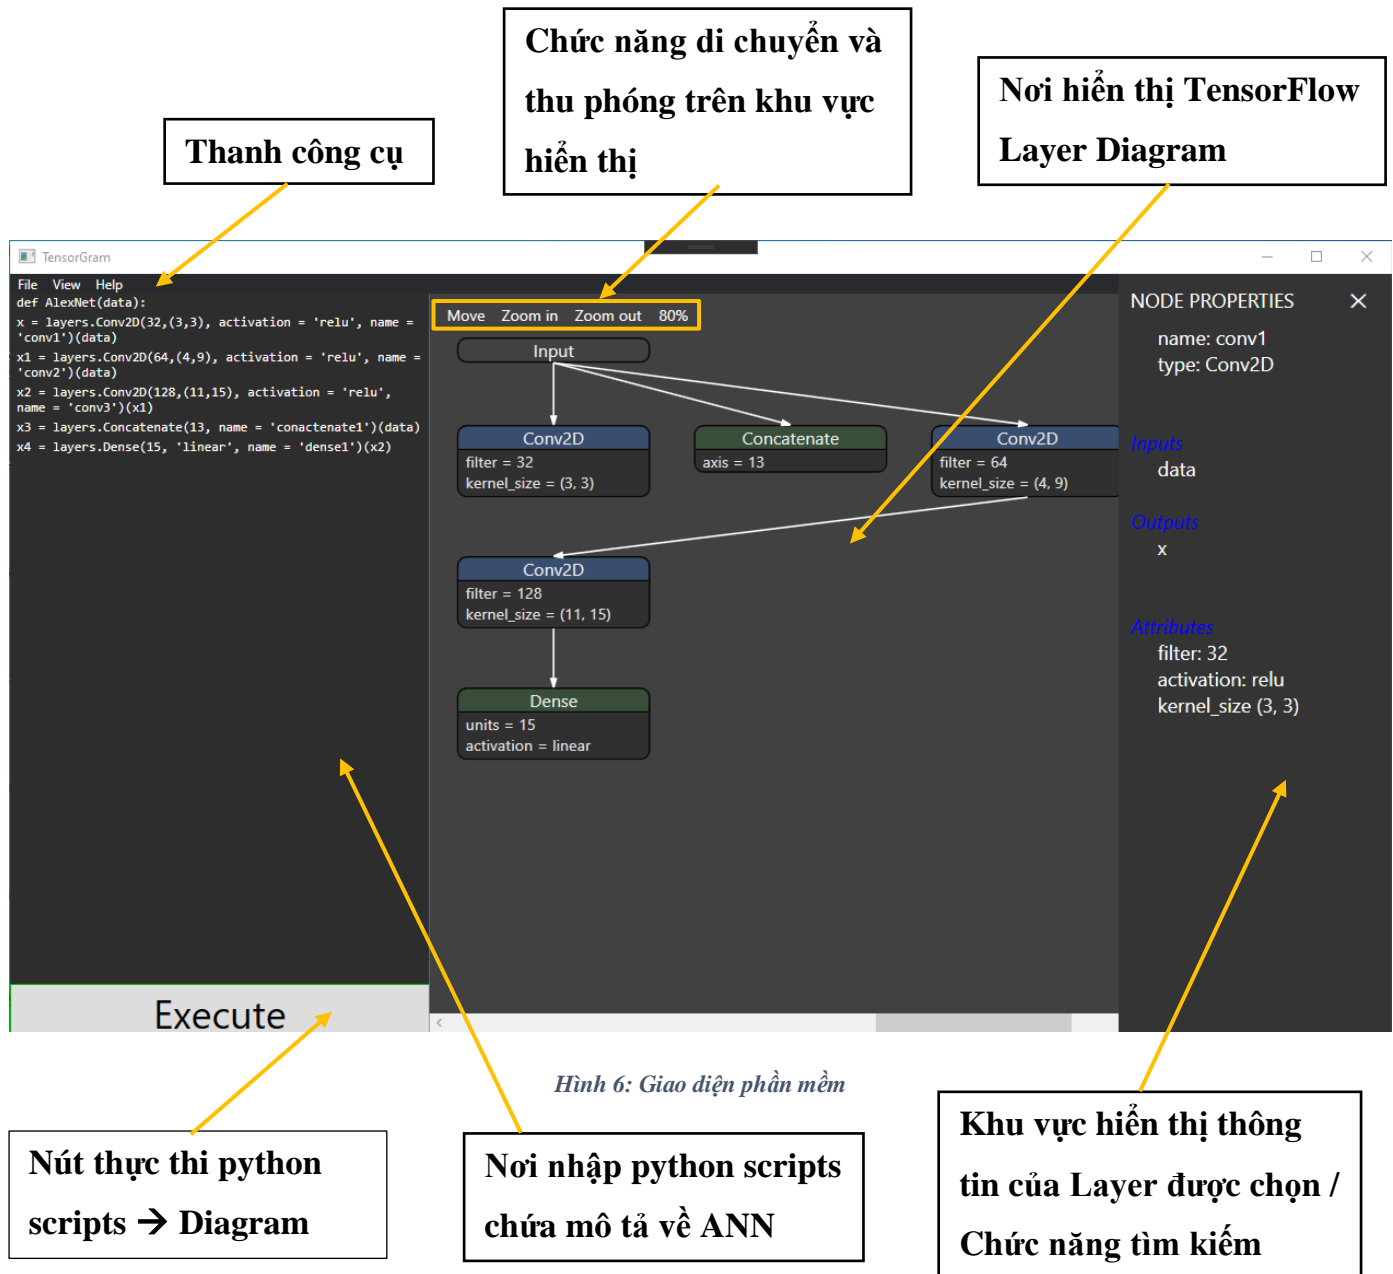 Chức năng di chuyển và
thu phóng trên khu vực
hiển thị
Nơi hiển thị TensorFlow
Layer Diagram
Thanh công cụ
TensorGram
File View Help
def AlexNet(data):
x = layers.Conv2D(32,(3,3), activation = 'relu', name =
'conv1')(data)
x1 = layers.Conv2D(64,(4,9), activation = 'relu', name =
'conv2')(data)
x2 = layers.Conv2D(128,(11,15), activation = 'relu',
name = 'conv3')(x1)
x3 = layers.Concatenate(13, name = 'conactenate1')(data)
x4 = layers.Dense(15, 'linear', name = 'dense1')(x2)
Execute
Move Zoom in Zoom out 80%
Input
Conv2D
filter = 32
kernel_size = (3, 3)
Concatenate
axis = 13
Conv2D
filter = 64
kernel_size = (4, 9)
Conv2D
filter = 128
kernel_size = (11, 15)
Dense
units = 15
activation = linear
NODE PROPERTIES
name: conv1
type: Conv2D
Inputs
data
Outputs
x
Attributes
filter: 32
activation: relu
kernel_size (3, 3)
Hình 6: Giao diện phần mềm
Nút thực thi python
scripts → Diagram
Nơi nhập python scripts
chứa mô tả về ANN
Khu vực hiển thị thông
tin của Layer được chọn /
Chức năng tìm kiếm